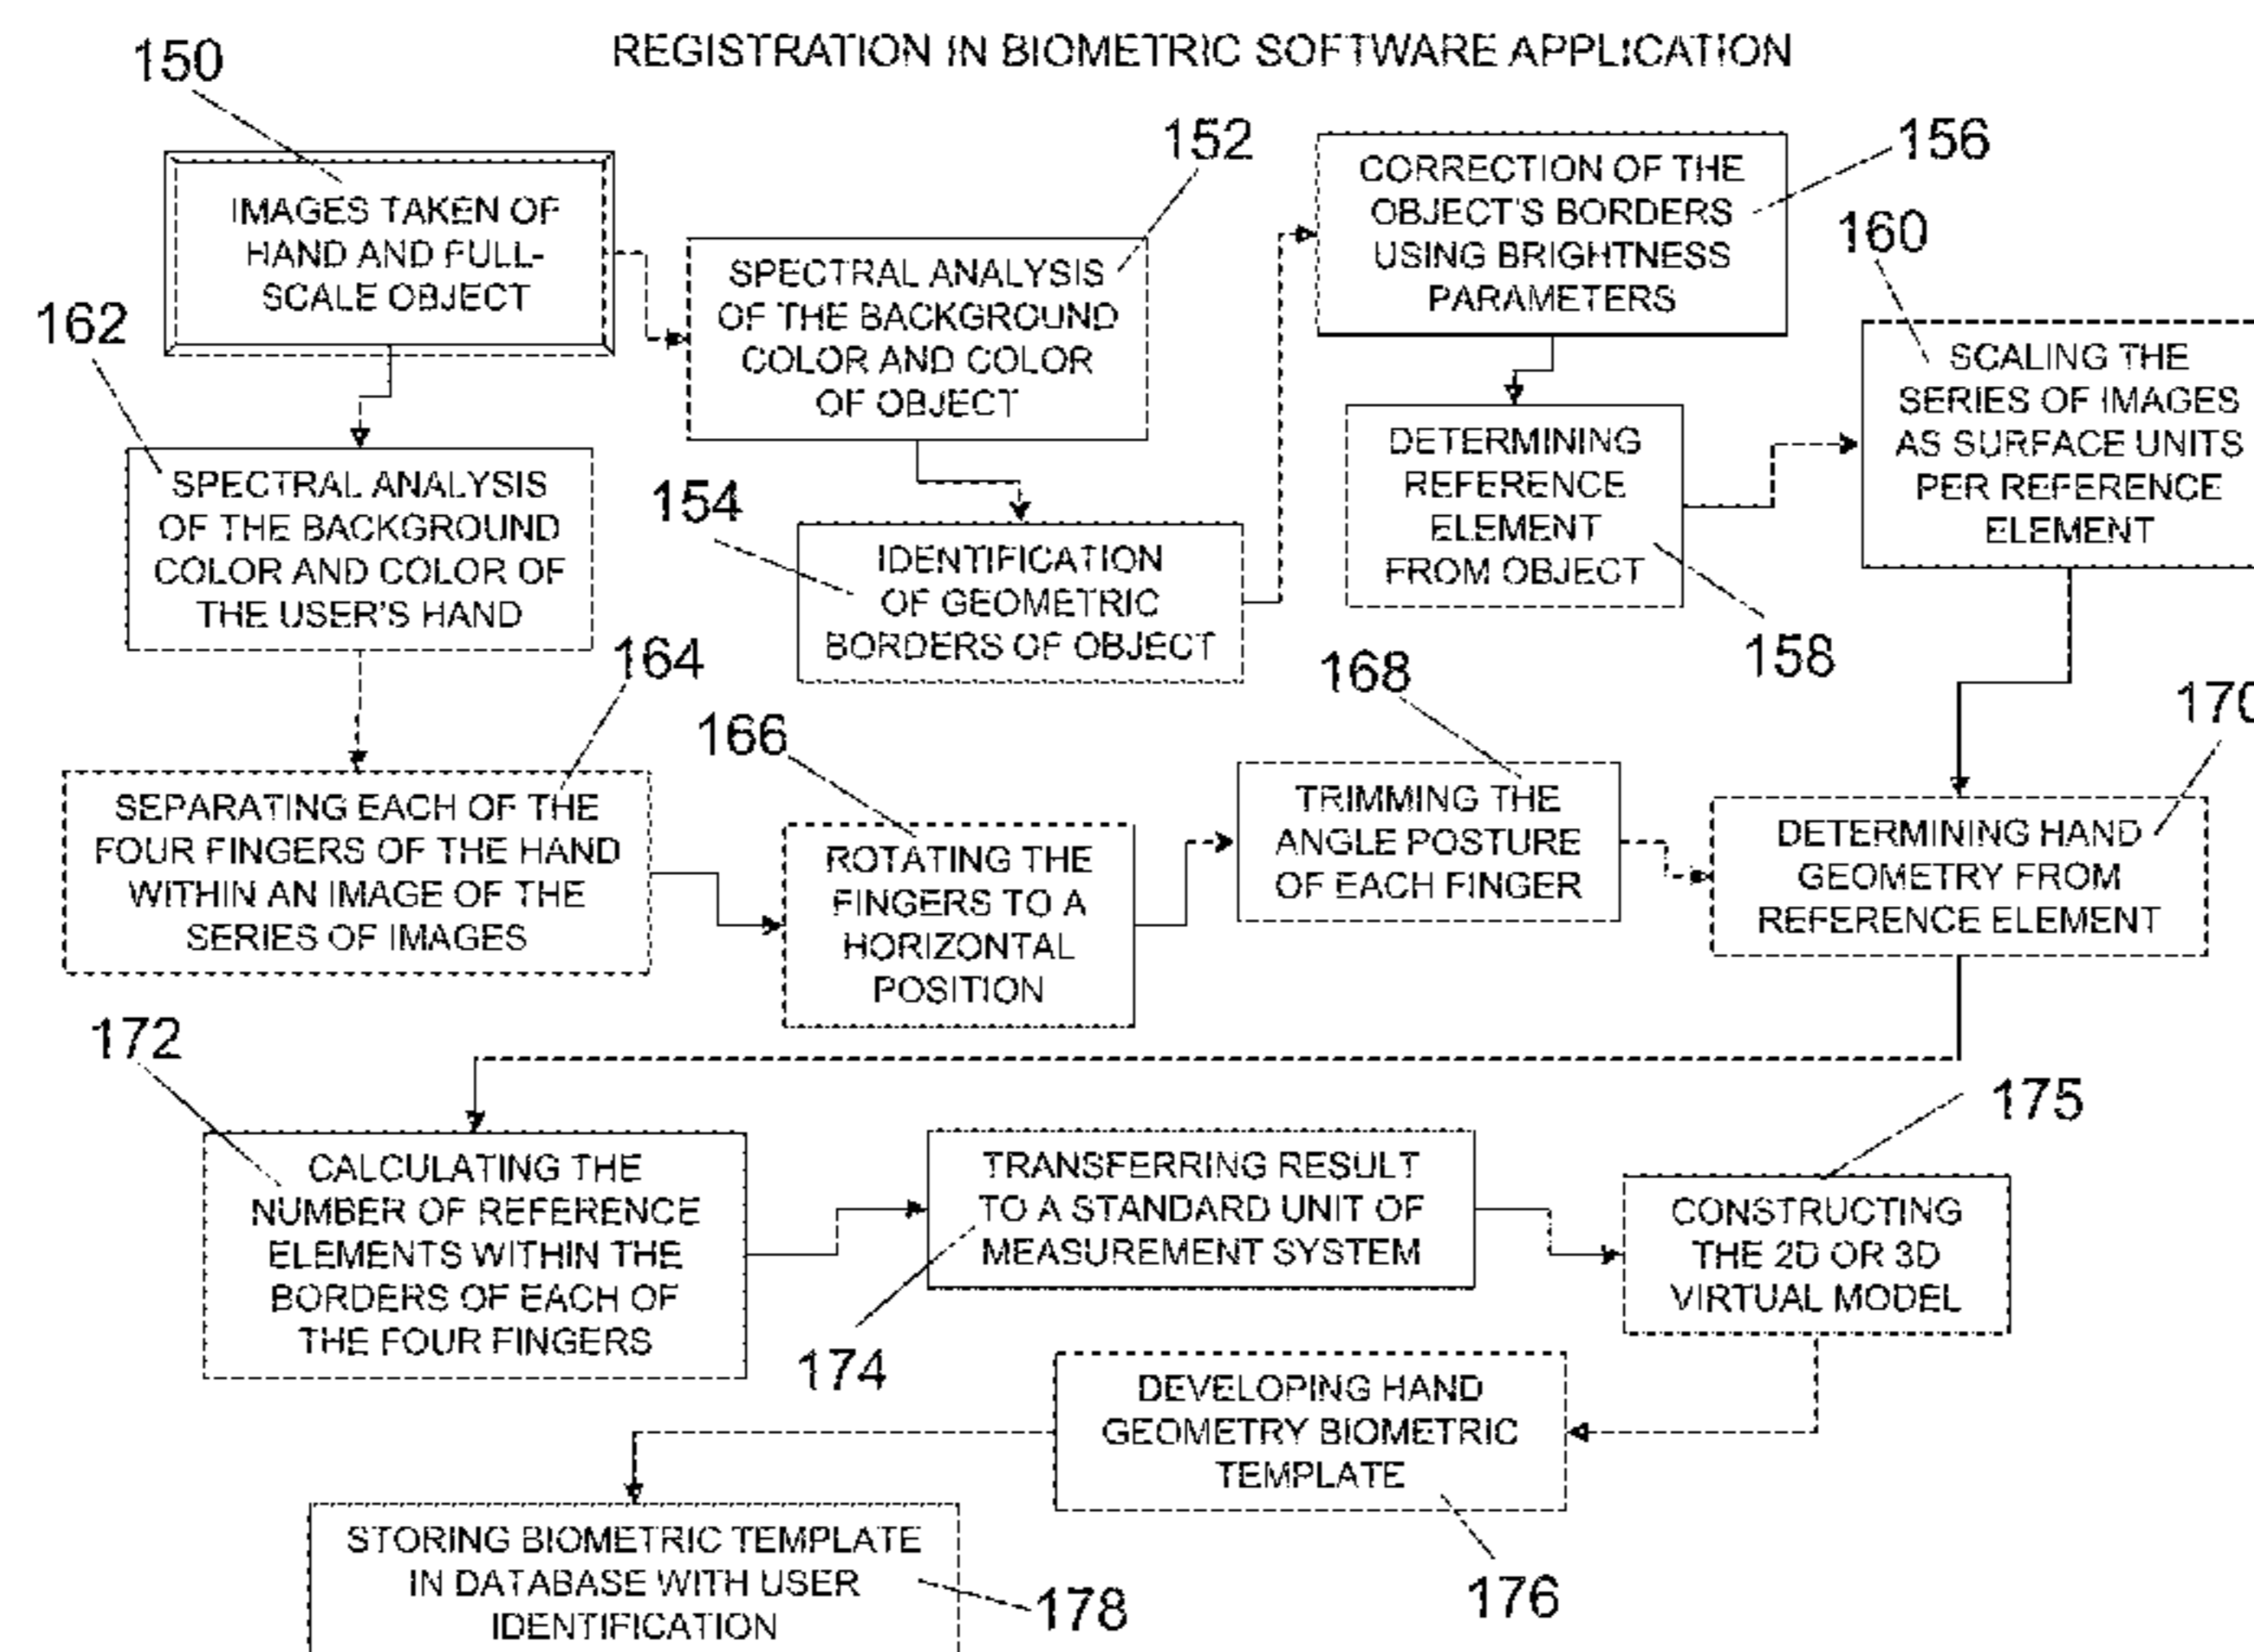 REGISTRATION IN BIOMETRIC SOFTWARE APPLICATION
150
IMAGES TAKEN OF
HAND AND FULL-
SCALE OBJECT
152
SPECTRAL ANALYSIS
OF THE BACKGROUND
COLOR AND COLOR
OF OBJECT
154
IDENTIFICATION
OF GEOMETRIC
BORDERS OF OBJECT
156
CORRECTION OF THE
OBJECT'S BORDERS
USING BRIGHTNESS
PARAMETERS
158
DETERMINING
REFERENCE
ELEMENT
FROM OBJECT
160
SCALING THE
SERIES OF IMAGES
AS SURFACE UNITS
PER REFERENCE
ELEMENT
162
SPECTRAL ANALYSIS
OF THE BACKGROUND
COLOR AND COLOR OF
THE USER'S HAND
164
SEPARATING EACH OF THE
FOUR FINGERS OF THE HAND
WITHIN AN IMAGE OF THE
SERIES OF IMAGES
166
ROTATING THE
FINGERS TO A
HORIZONTAL
POSITION
168
TRIMMING THE
ANGLE POSTURE
OF EACH FINGER
170
DETERMINING HAND
GEOMETRY FROM
REFERENCE ELEMENT
172
CALCULATING THE
NUMBER OF REFERENCE
ELEMENTS WITHIN THE
BORDERS OF EACH OF
THE FOUR FINGERS
174
TRANSFERRING RESULT
TO A STANDARD UNIT OF
MEASUREMENT SYSTEM
175
CONSTRUCTING
THE 2D OR 3D
VIRTUAL MODEL
176
DEVELOPING HAND
GEOMETRY BIOMETRIC
TEMPLATE
178
STORING BIOMETRIC TEMPLATE
IN DATABASE WITH USER
IDENTIFICATION